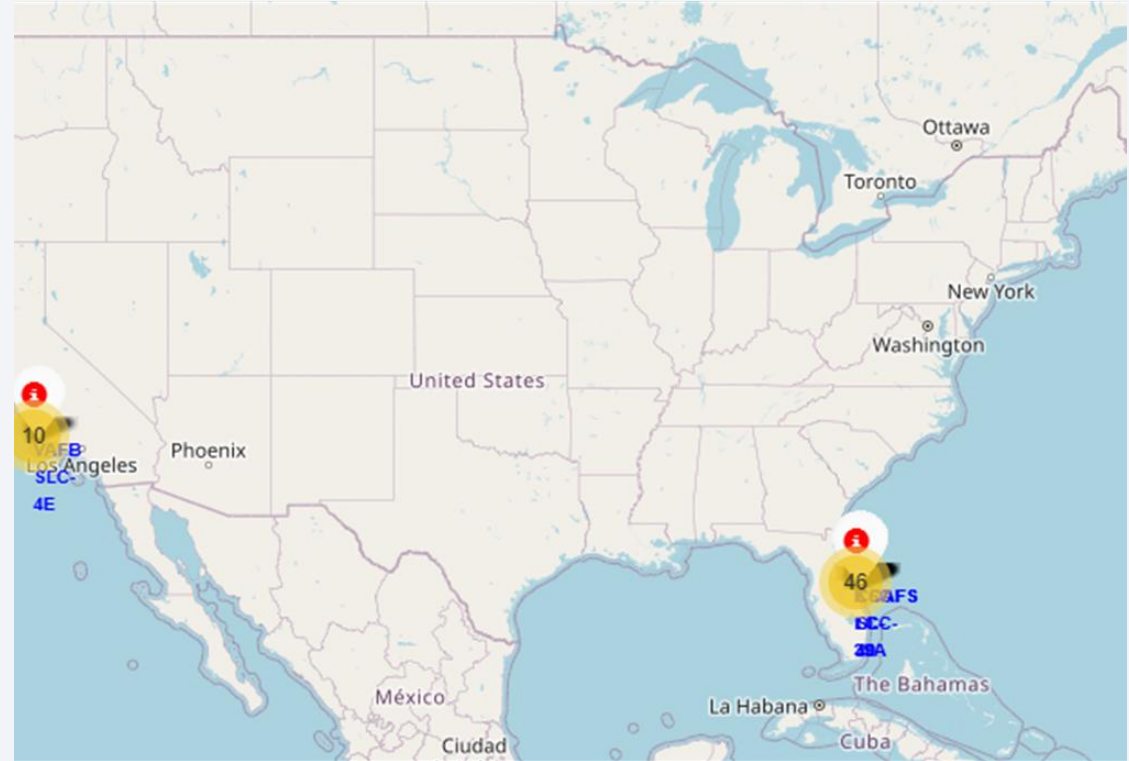 Ottawa
Toronto
New York
Washington
United States
10
VAFB
Los Angeles
SLC-
4E
Phoenix
46
The Bahamas
La Habana
México
Cuba
Ciudad